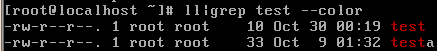 [root@localhost ~]# ll|grep test --color
-rw-r--r--. 1 root root    10 Oct 30 00:19 test
-rw-r--r--. 1 root root    33 Oct  9 01:32 testa